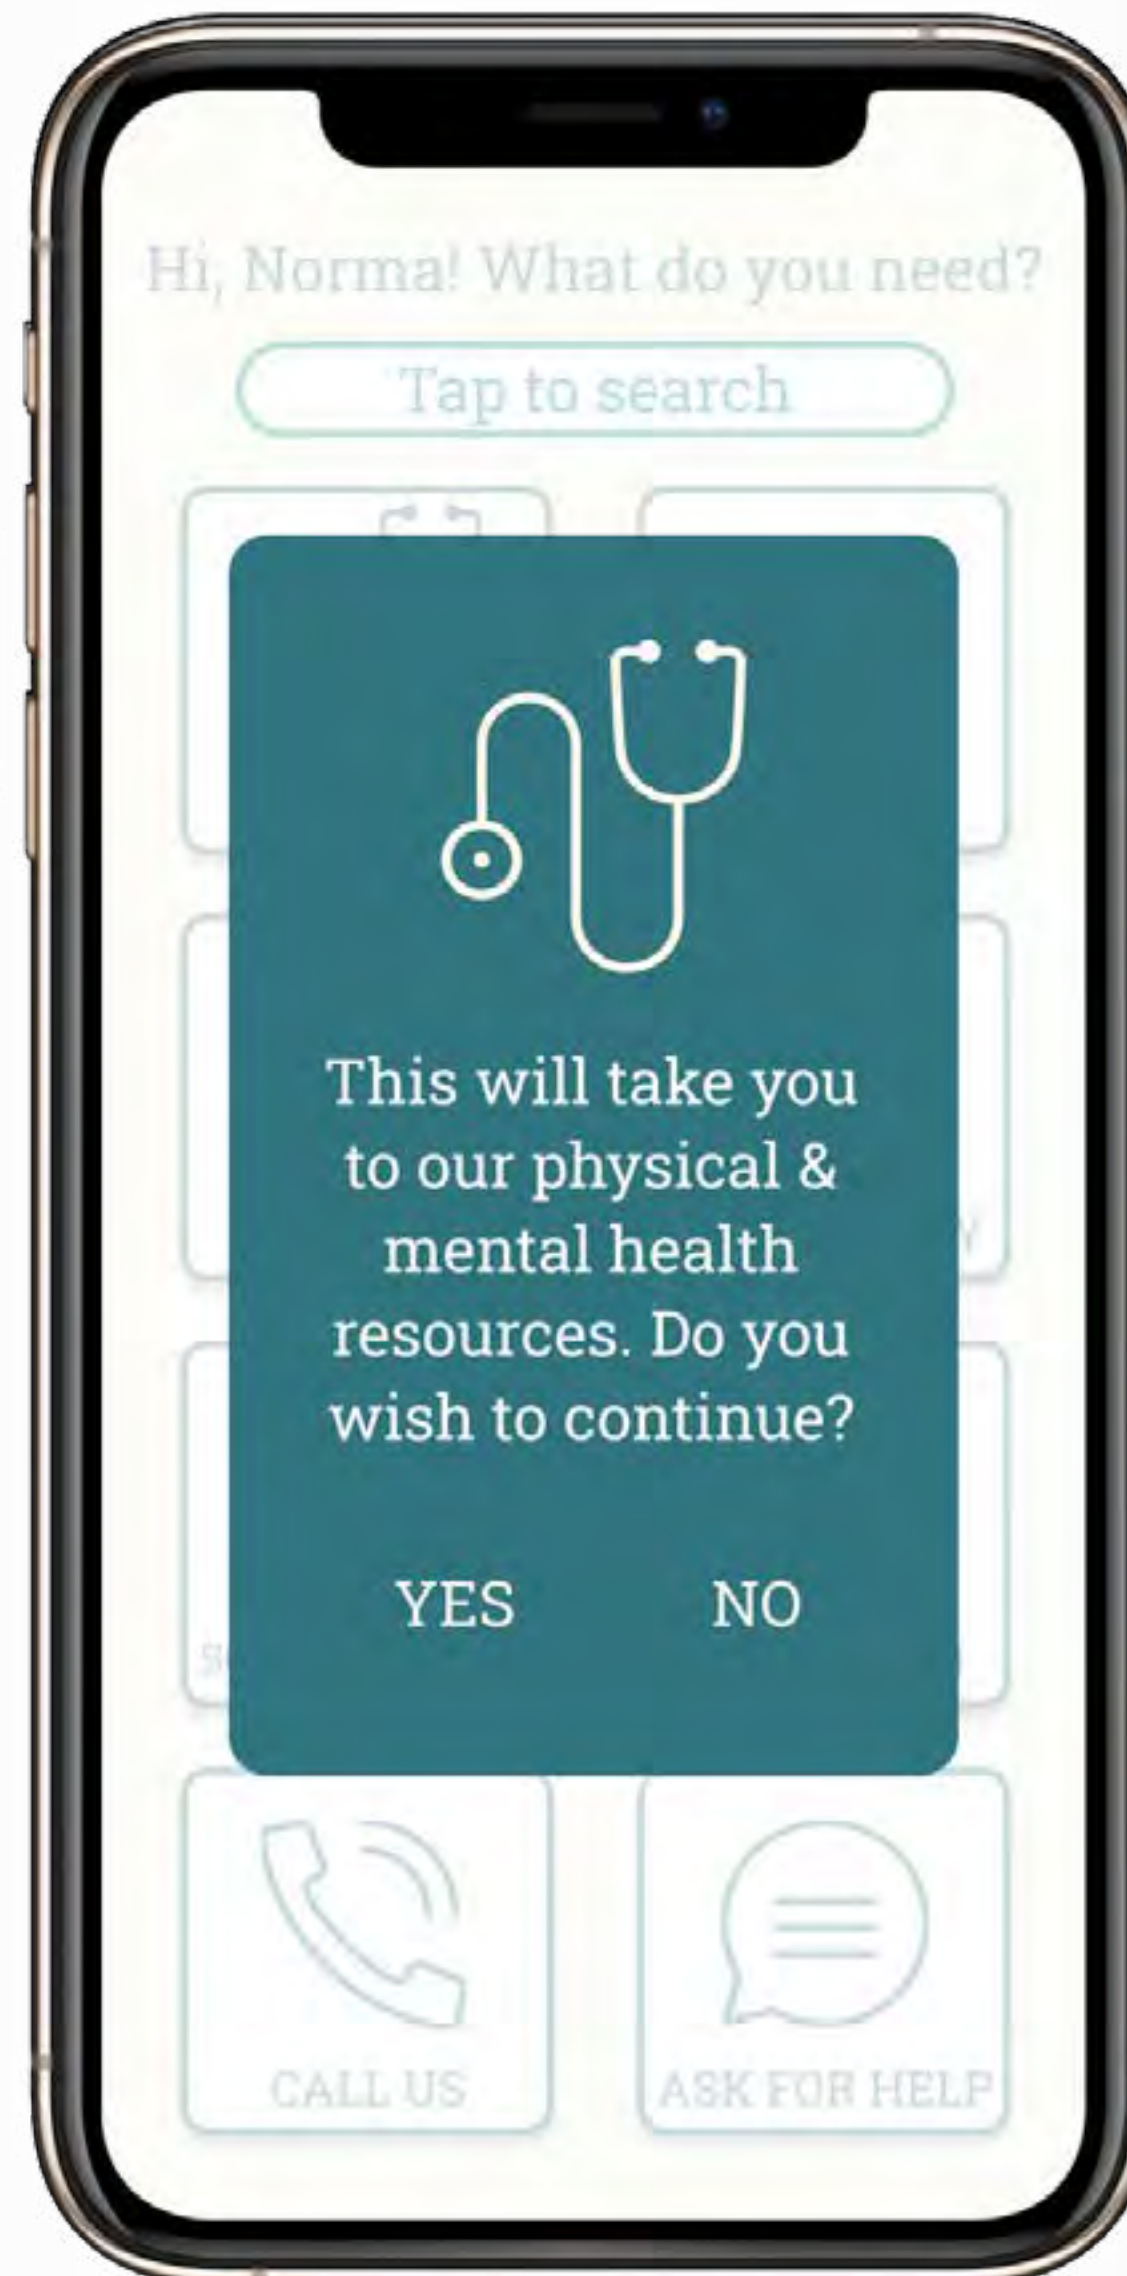 Hi, Norma! What do you need?
Tap to search
This will take you
to our physical &
mental health
resources. Do you
wish to continue?
YES NO
CALL US
ASK FOR HELP